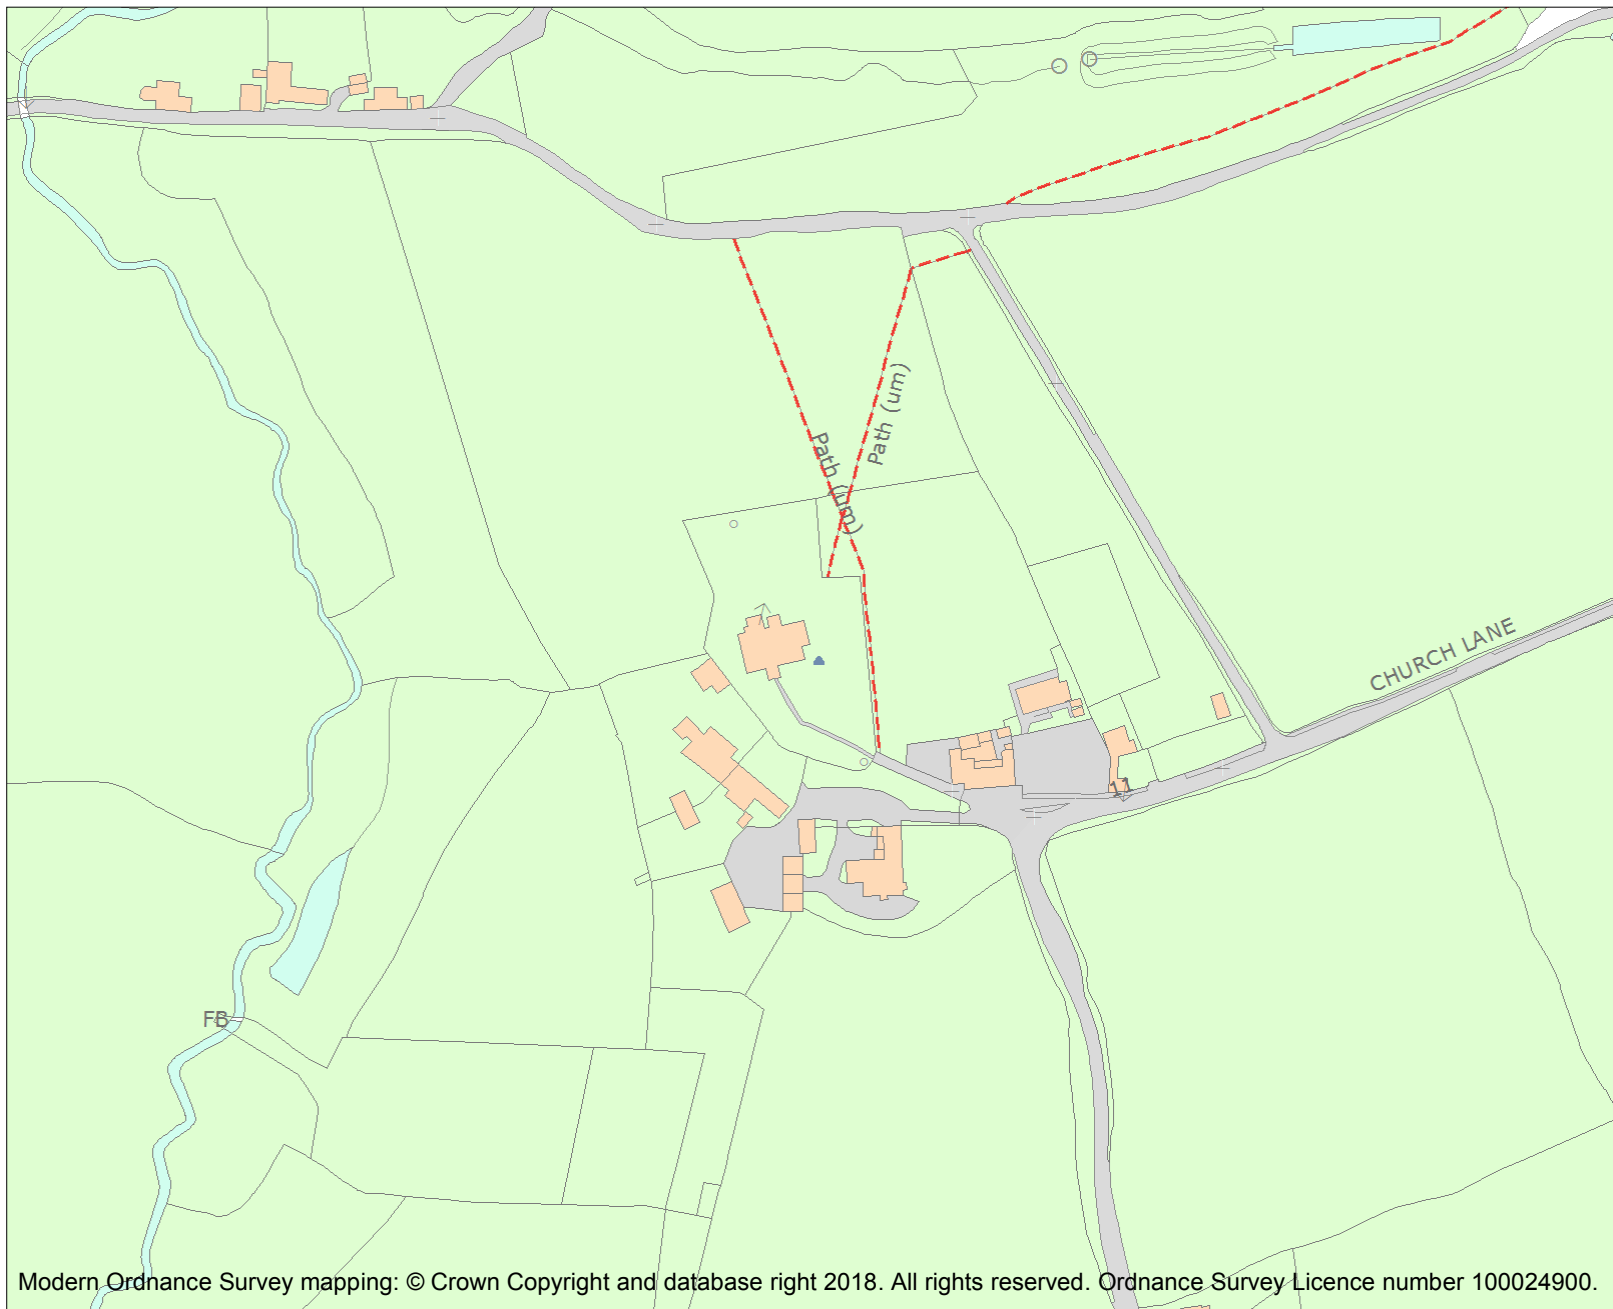 Path (um)
Path (um)
CHURCH LANE
11
FB
Modern Ordnance Survey mapping: © Crown Copyright and database right 2018. All rights reserved. Ordnance Survey Licence number 100024900.